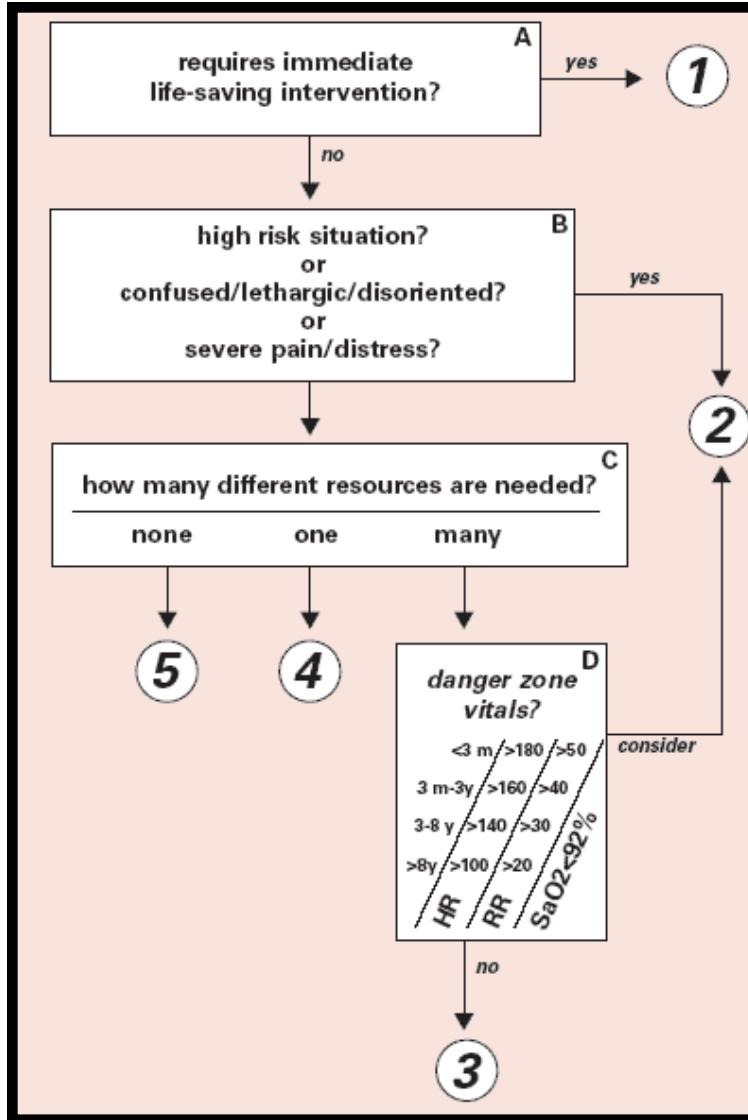 A
requires immediate
life-saving intervention?
yes
1
no
B
high risk situation?
or
confused/lethargic/disoriented?
or
severe pain/distress?
yes
2
C
how many different resources are needed?
none one many
5 4
D
danger zone
vitals?
consider
<3 m >180 >50
3 m-3y >160 >40
3-8 y >140 >30
>8y >100 >20
HR RR SaO2<92%
no
3